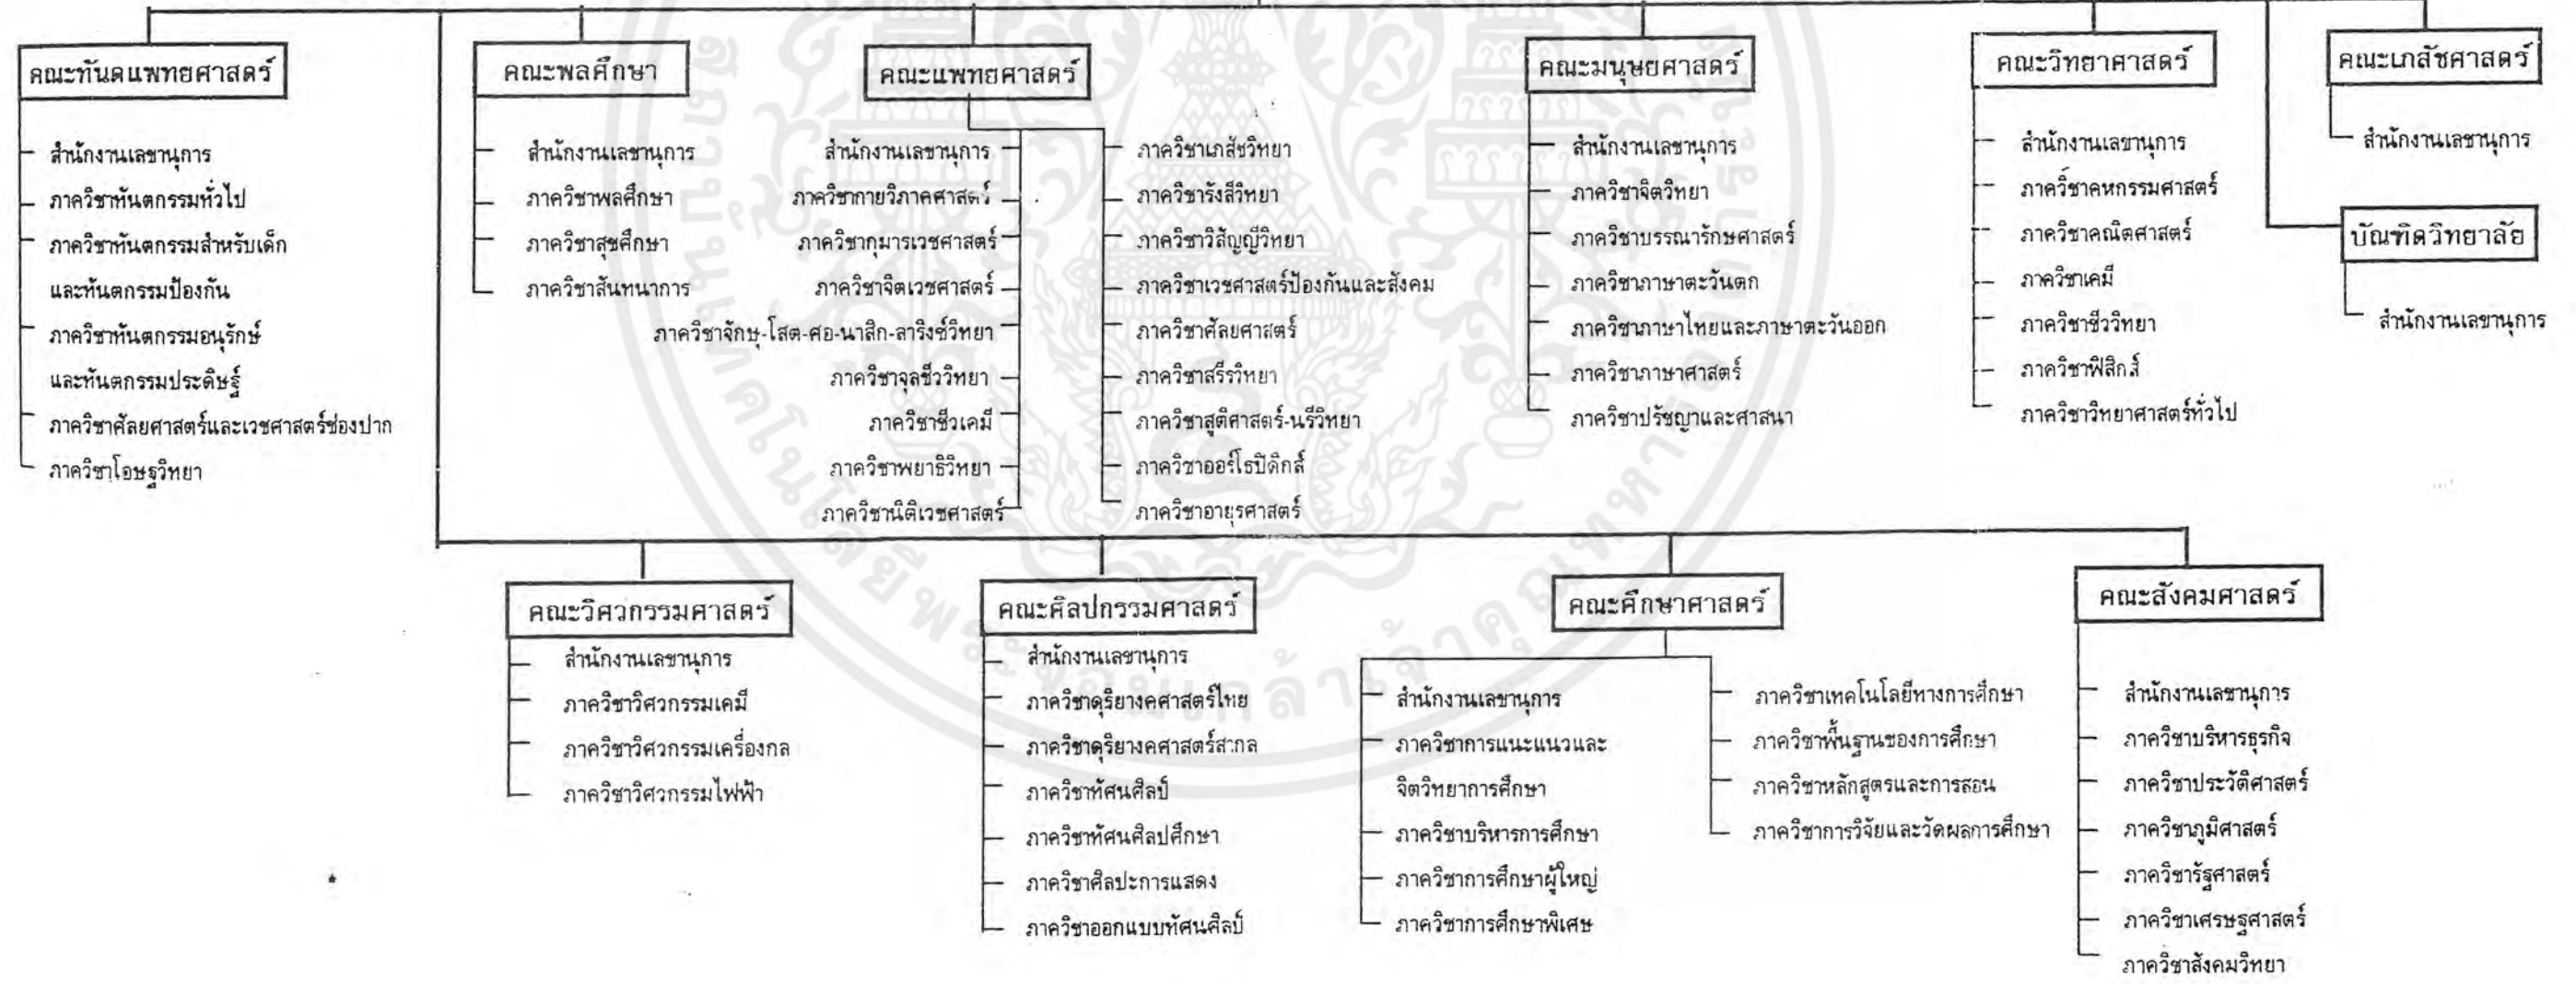 คณะทันตแพทยศาสตร์
สำนักงานเลขานุการ
ภาควิชาทันตกรรมทั่วไป
ภาควิชาทันตกรรมสำหรับเด็ก
และทันตกรรมป้องกัน
ภาควิชาทันตกรรมอนุรักษ์
และทันตกรรมประดิษฐ์
ภาควิชาศัลยศาสตร์และเวชศาสตร์ช่องปาก
ภาควิชาโอษฐวิทยา
คณะพลศึกษา
สำนักงานเลขานุการ
ภาควิชาพลศึกษา
ภาควิชาสุขศึกษา
ภาควิชาสันทนาการ
คณะแพทยศาสตร์
สำนักงานเลขานุการ
ภาควิชากายวิภาคศาสตร์
ภาควิชากุมารเวชศาสตร์
ภาควิชาจิตเวชศาสตร์
ภาควิชาจักษุ-โสต-ศอ-นาสิก-ลาริงซ์วิทยา
ภาควิชาจุลชีววิทยา
ภาควิชาชีวเคมี
ภาควิชาพยาธิวิทยา
ภาควิชานิติเวชศาสตร์
ภาควิชาเภสัชวิทยา
ภาควิชารังสีวิทยา
ภาควิชาวิสัญญีวิทยา
ภาควิชาเวชศาสตร์ป้องกันและสังคม
ภาควิชาศัลยศาสตร์
ภาควิชาสรีรวิทยา
ภาควิชาสูติศาสตร์-นรีวิทยา
ภาควิชาออร์โธปิดิกส์
ภาควิชาอายุรศาสตร์
คณะมนุษยศาสตร์
สำนักงานเลขานุการ
ภาควิชาจิตวิทยา
ภาควิชาบรรณารักษศาสตร์
ภาควิชาภาษาตะวันตก
ภาควิชาภาษาไทยและภาษาตะวันออก
ภาควิชาภาษาศาสตร์
ภาควิชาปรัชญาและศาสนา
คณะวิทยาศาสตร์
สำนักงานเลขานุการ
ภาควิชาคหกรรมศาสตร์
ภาควิชาคณิตศาสตร์
ภาควิชาเคมี
ภาควิชาชีววิทยา
ภาควิชาฟิสิกส์
ภาควิชาวิทยาศาสตร์ทั่วไป
คณะเภสัชศาสตร์
สำนักงานเลขานุการ
บัณฑิตวิทยาลัย
สำนักงานเลขานุการ
คณะวิศวกรรมศาสตร์
สำนักงานเลขานุการ
ภาควิชาวิศวกรรมเคมี
ภาควิชาวิศวกรรมเครื่องกล
ภาควิชาวิศวกรรมไฟฟ้า
คณะศิลปกรรมศาสตร์
สำนักงานเลขานุการ
ภาควิชาดุริยางคศาสตร์ไทย
ภาควิชาดุริยางคศาสตร์สากล
ภาควิชาทัศนศิลป์
ภาควิชาทัศนศิลปศึกษา
ภาควิชาศิลปะการแสดง
ภาควิชาออกแบบทัศนศิลป์
คณะศึกษาศาสตร์
สำนักงานเลขานุการ
ภาควิชาการแนะแนวและ
จิตวิทยาการศึกษา
ภาควิชาบริหารการศึกษา
ภาควิชาการศึกษาผู้ใหญ่
ภาควิชาการศึกษาพิเศษ
ภาควิชาเทคโนโลยีทางการศึกษา
ภาควิชาพื้นฐานของการศึกษา
ภาควิชาหลักสูตรและการสอน
ภาควิชาการวิจัยและวัดผลการศึกษา
คณะสังคมศาสตร์
สำนักงานเลขานุการ
ภาควิชาบริหารธุรกิจ
ภาควิชาประวัติศาสตร์
ภาควิชาภูมิศาสตร์
ภาควิชารัฐศาสตร์
ภาควิชาเศรษฐศาสตร์
ภาควิชาสังคมวิทยา